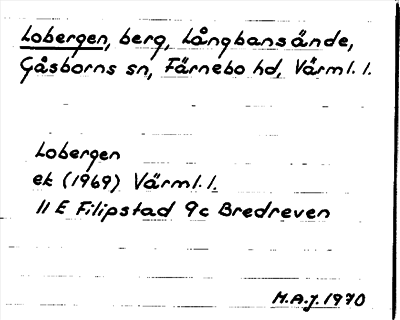 Lobergen, berg, Långbansände,
Gåsborns sn, Färnebo hd, Värml. l.
Lobergen
ek (1969) Värml. l.
11 E Filipstad 9c Bredreven
M.A.J. 1970